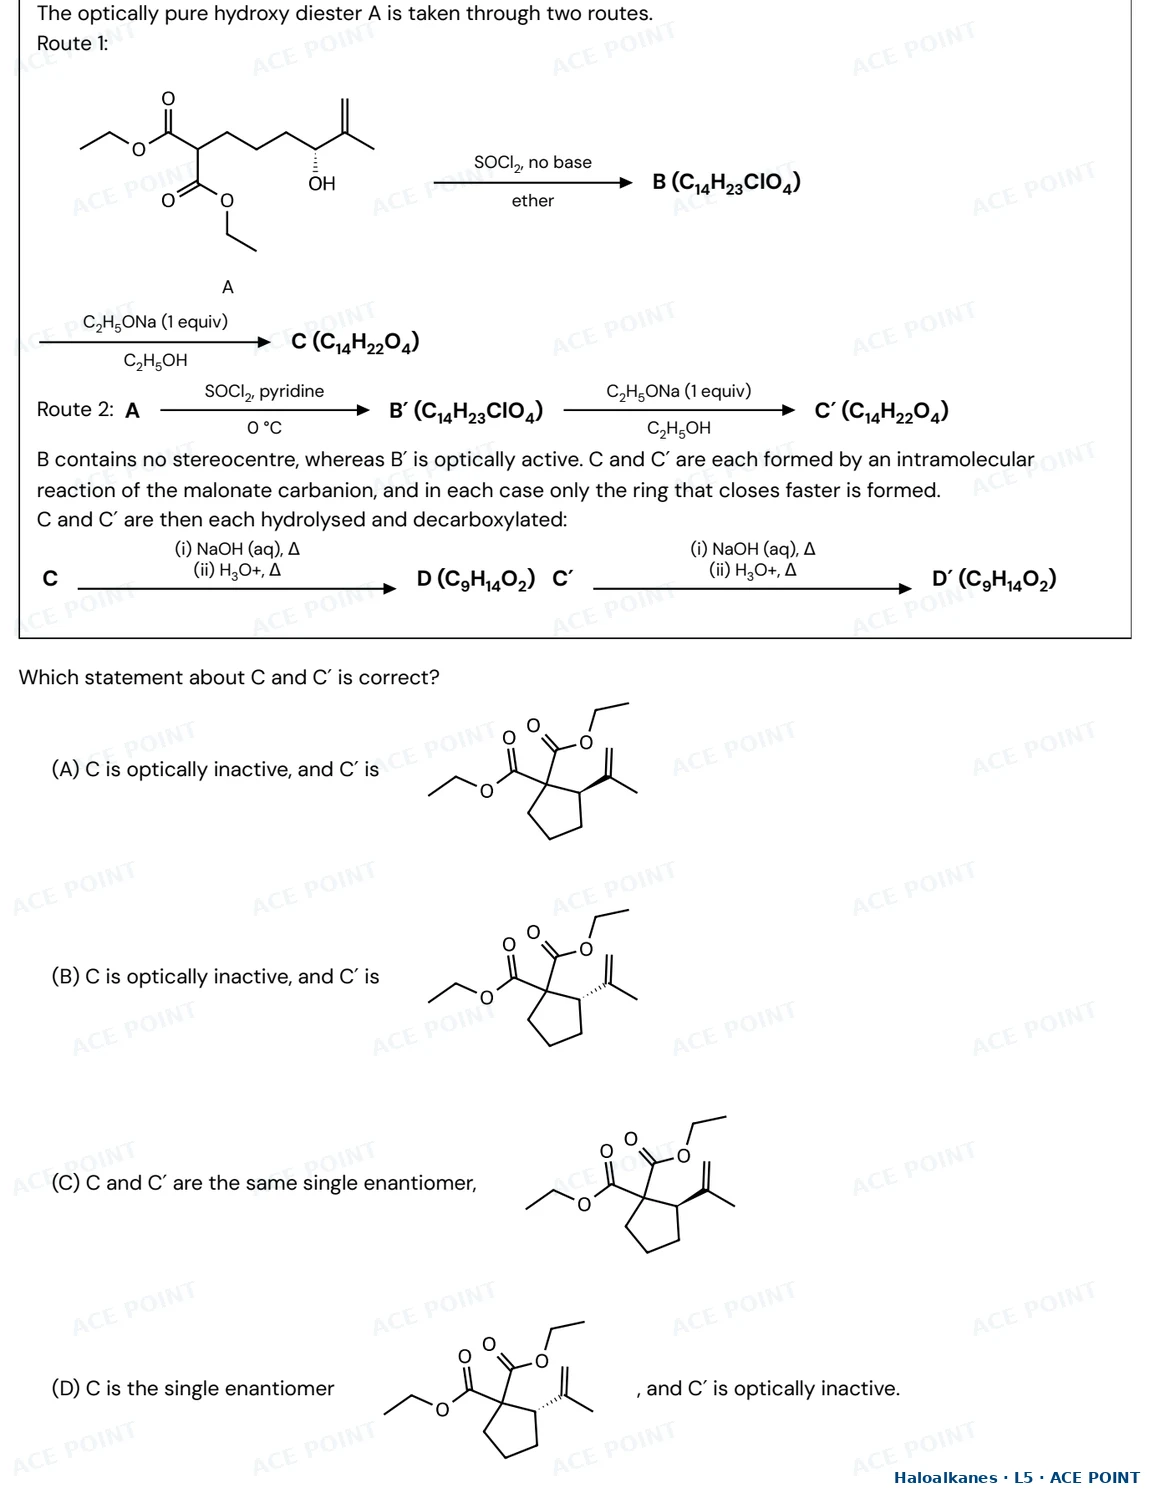 The optically pure hydroxy diester A is taken through two routes.
Route 1:
O
O
O
O
OH
A
SOCl₂, no base
ether
B (C₁₄H₂₃ClO₄)
C₂H₅ONa (1 equiv)
C₂H₅OH
C (C₁₄H₂₂O₄)
Route 2: A
SOCl₂, pyridine
0 °C
B′ (C₁₄H₂₃ClO₄)
C₂H₅ONa (1 equiv)
C₂H₅OH
C′ (C₁₄H₂₂O₄)
B contains no stereocentre, whereas B′ is optically active. C and C′ are each formed by an intramolecular
reaction of the malonate carbanion, and in each case only the ring that closes faster is formed.
C and C′ are then each hydrolysed and decarboxylated:
C
(i) NaOH (aq), Δ
(ii) H₃O+, Δ
D (C₉H₁₄O₂)
C′
(i) NaOH (aq), Δ
(ii) H₃O+, Δ
D′ (C₉H₁₄O₂)
Which statement about C and C′ is correct?
(A) C is optically inactive, and C′ is
O
O
O
O
(B) C is optically inactive, and C′ is
O
O
O
O
(C) C and C′ are the same single enantiomer,
O
O
O
O
(D) C is the single enantiomer
O
O
O
O
, and C′ is optically inactive.
Haloalkanes · L5 · ACE POINT
ACE POINT